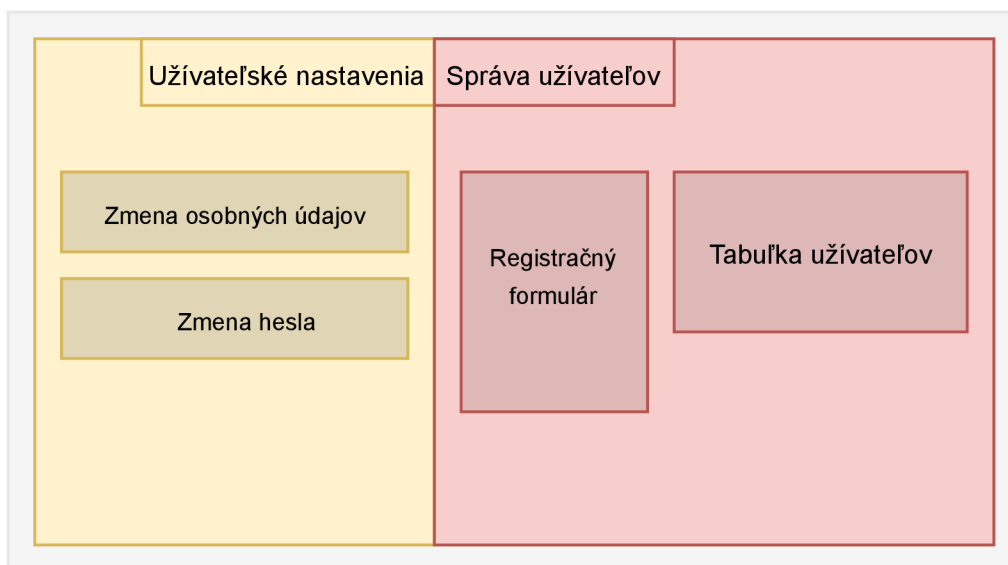 Užívateľské nastavenia
Správa užívateľov
Zmena osobných údajov
Zmena hesla
Registračný
formulár
Tabuľka užívateľov